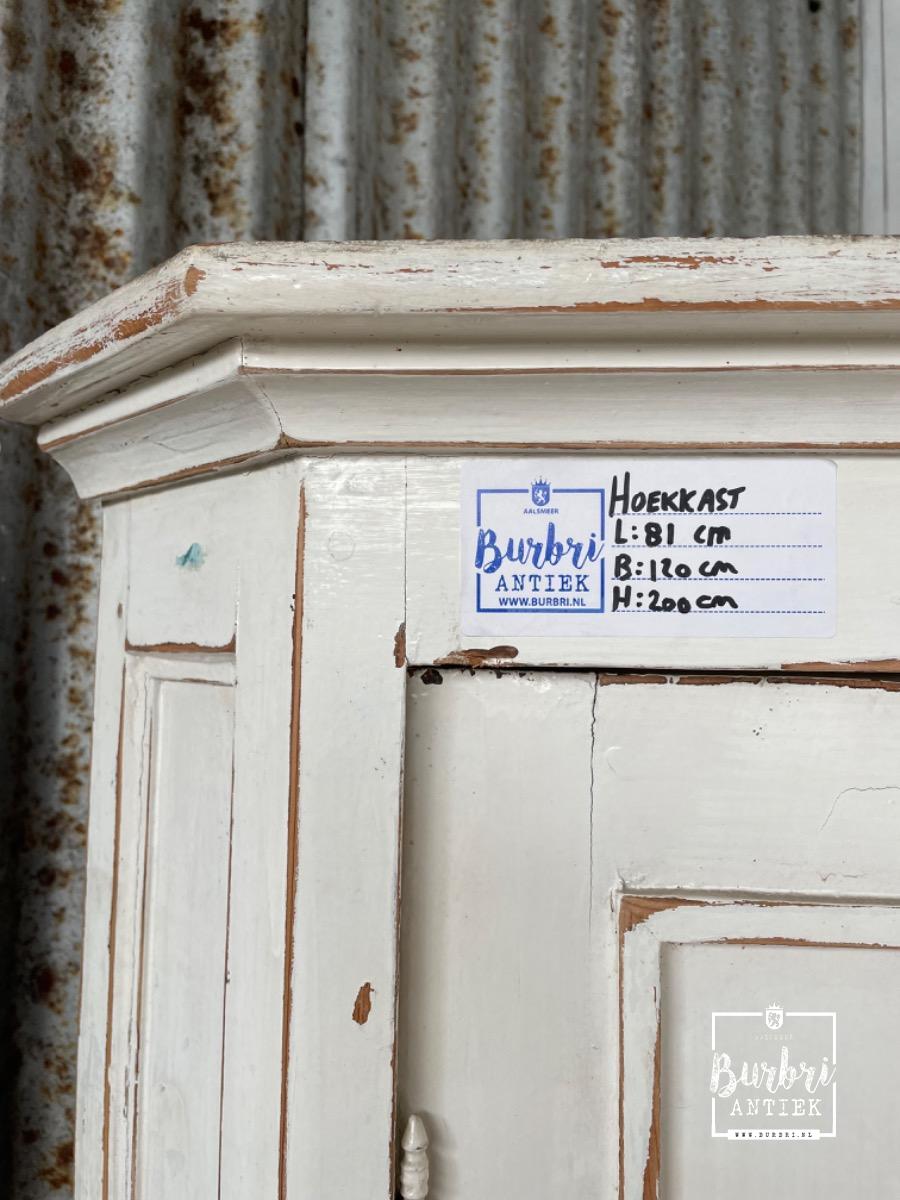 AALSMEER
Burbri
ANTIEK
WWW.BURBRI.NL
HOEKKAST
L: 81 cm
B: 120 cm
H: 200 cm
AALSMEER
Burbri
ANTIEK
WWW.BURBRI.NL